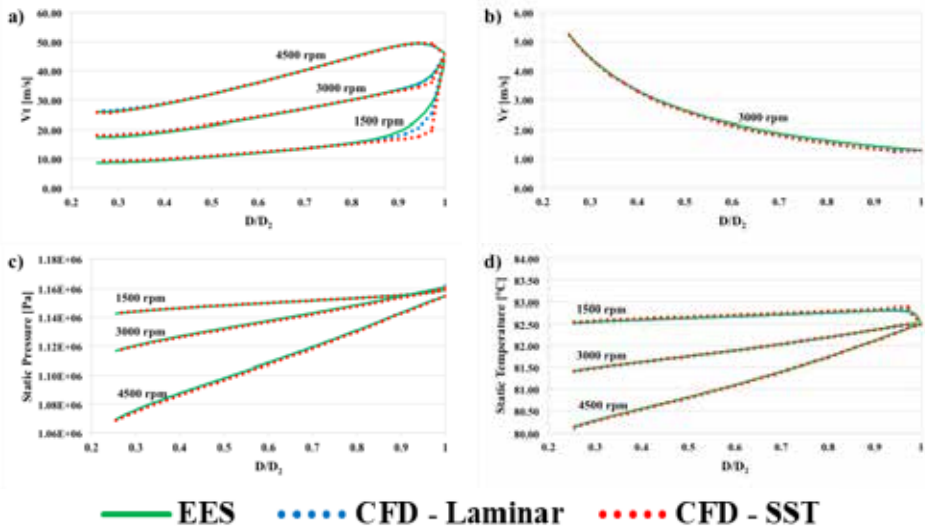 a)
60.00
50.00
40.00
30.00
20.00
10.00
0.00
Vt [m/s]
4500 rpm
3000 rpm
1500 rpm
0.2 0.3 0.4 0.5 0.6 0.7 0.8 0.9 1
D/D2
b)
6.00
5.00
4.00
3.00
2.00
1.00
0.00
Vr [m/s]
3000 rpm
0.2 0.3 0.4 0.5 0.6 0.7 0.8 0.9 1
D/D2
c)
1.18E+06
1.16E+06
1.14E+06
1.12E+06
1.10E+06
1.08E+06
1.06E+06
Static Pressure [Pa]
1500 rpm
3000 rpm
4500 rpm
0.2 0.3 0.4 0.5 0.6 0.7 0.8 0.9 1
D/D2
d)
84.00
83.50
83.00
82.50
82.00
81.50
81.00
80.50
80.00
Static Temperature [°C]
1500 rpm
3000 rpm
4500 rpm
0.2 0.3 0.4 0.5 0.6 0.7 0.8 0.9 1
D/D2
EES CFD - Laminar CFD - SST